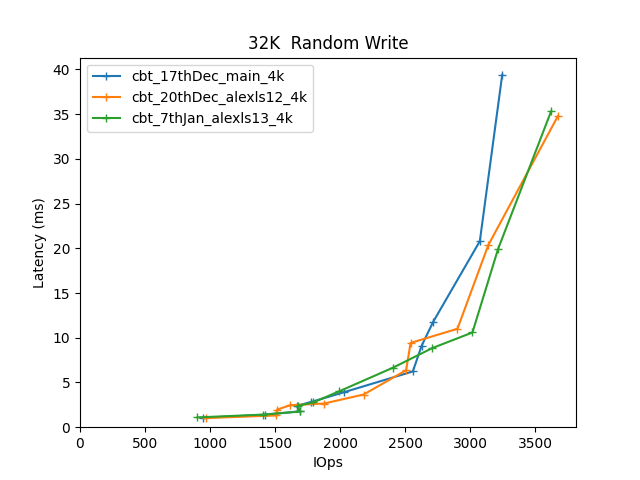 32K  Random Write
cbt_17thDec_main_4k
cbt_20thDec_alexls12_4k
cbt_7thJan_alexls13_4k
40
35
30
25
20
15
10
5
0
Latency (ms)
0 500 1000 1500 2000 2500 3000 3500
IOps